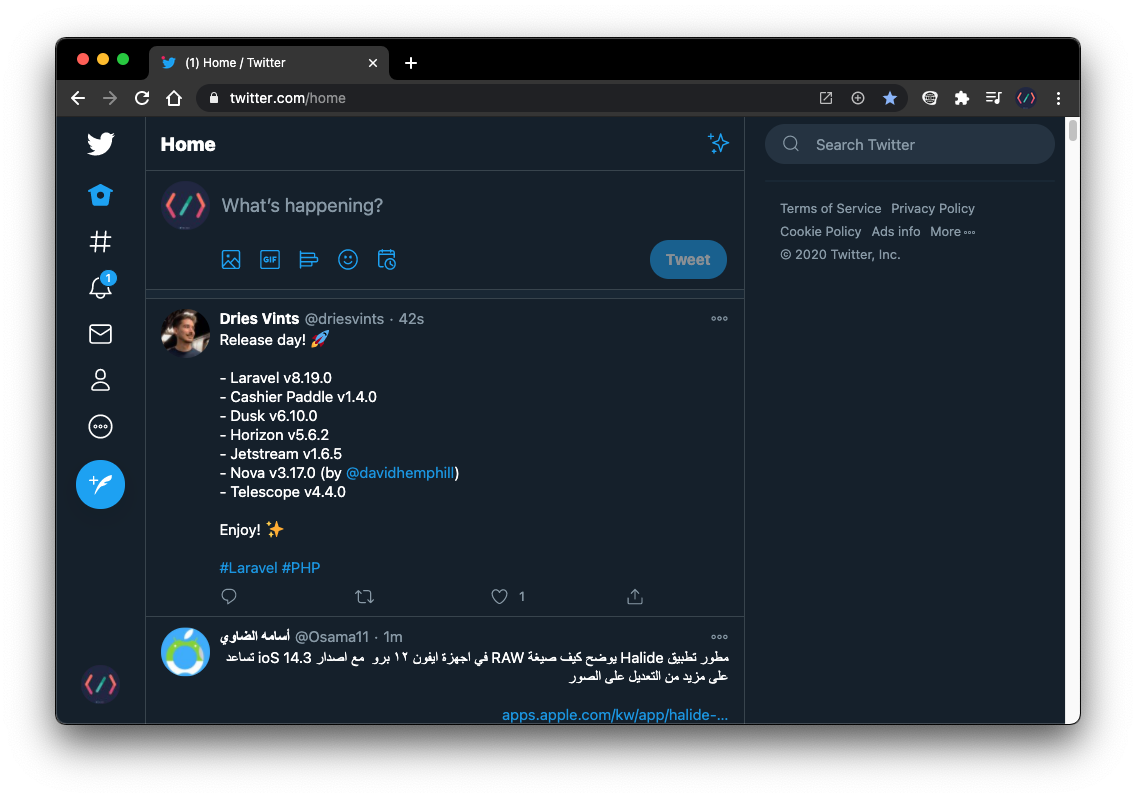 (1) Home / Twitter
twitter.com/home
Home
Search Twitter
What's happening?
GIF
Tweet
Terms of Service Privacy Policy
Cookie Policy Ads info More
© 2020 Twitter, Inc.
1
Dries Vints @driesvints · 42s
Release day! 🚀
- Laravel v8.19.0
- Cashier Paddle v1.4.0
- Dusk v6.10.0
- Horizon v5.6.2
- Jetstream v1.6.5
- Nova v3.17.0 (by @davidhemphill)
- Telescope v4.4.0
Enjoy! ✨
#Laravel #PHP
1
أسامه الضاوي @Osama11 · 1m
مطور تطبيق Halide يوضح كيف صيغة RAW في اجهزة ايفون ١٢ برو مع اصدار ioS 14.3 تساعد
على مزيد من التعديل على الصور
apps.apple.com/kw/app/halide-…